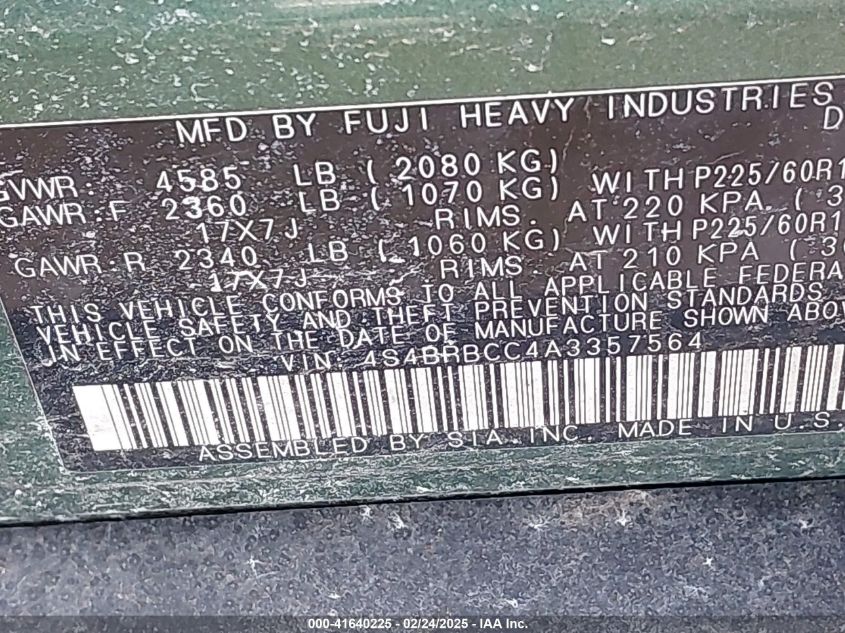 MFD BY FUJI HEAVY INDUSTRIES
D
GVWR: 4585 LB ( 2080 KG)
GAWR:F 2360 LB ( 1070 KG) WITH P225/60R1
17X7J RIMS. AT 220 KPA ( 3
GAWR:R 2340 LB ( 1060 KG) WITH P225/60R1
17X7J RIMS. AT 210 KPA ( 3
THIS VEHICLE CONFORMS TO ALL APPLICABLE FEDERA
VEHICLE SAFETY AND THEFT PREVENTION STANDARDS
IN EFFECT ON THE DATE OF MANUFACTURE SHOWN ABOV
VIN: 4S4BRBCC4A3357564
ASSEMBLED BY SIA INC. MADE IN U.S.
000-41640225 - 02/24/2025 - IAA Inc.